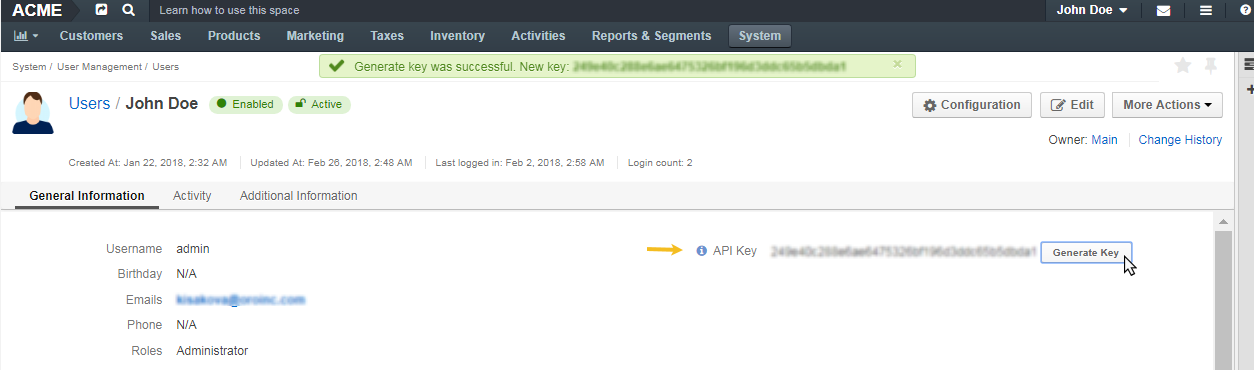 ACME Learn how to use this space John Doe
Customers Sales Products Marketing Taxes Inventory Activities Reports & Segments System
System / User Management / Users
Generate key was successful. New key:
Users / John Doe Enabled Active Configuration Edit More Actions
Owner: Main Change History
Created At: Jan 22, 2018, 2:32 AM Updated At: Feb 26, 2018, 2:48 AM Last logged in: Feb 2, 2018, 2:58 AM Login count: 2
General Information Activity Additional Information
Username admin
API Key Generate Key
Birthday N/A
Emails
Phone N/A
Roles Administrator